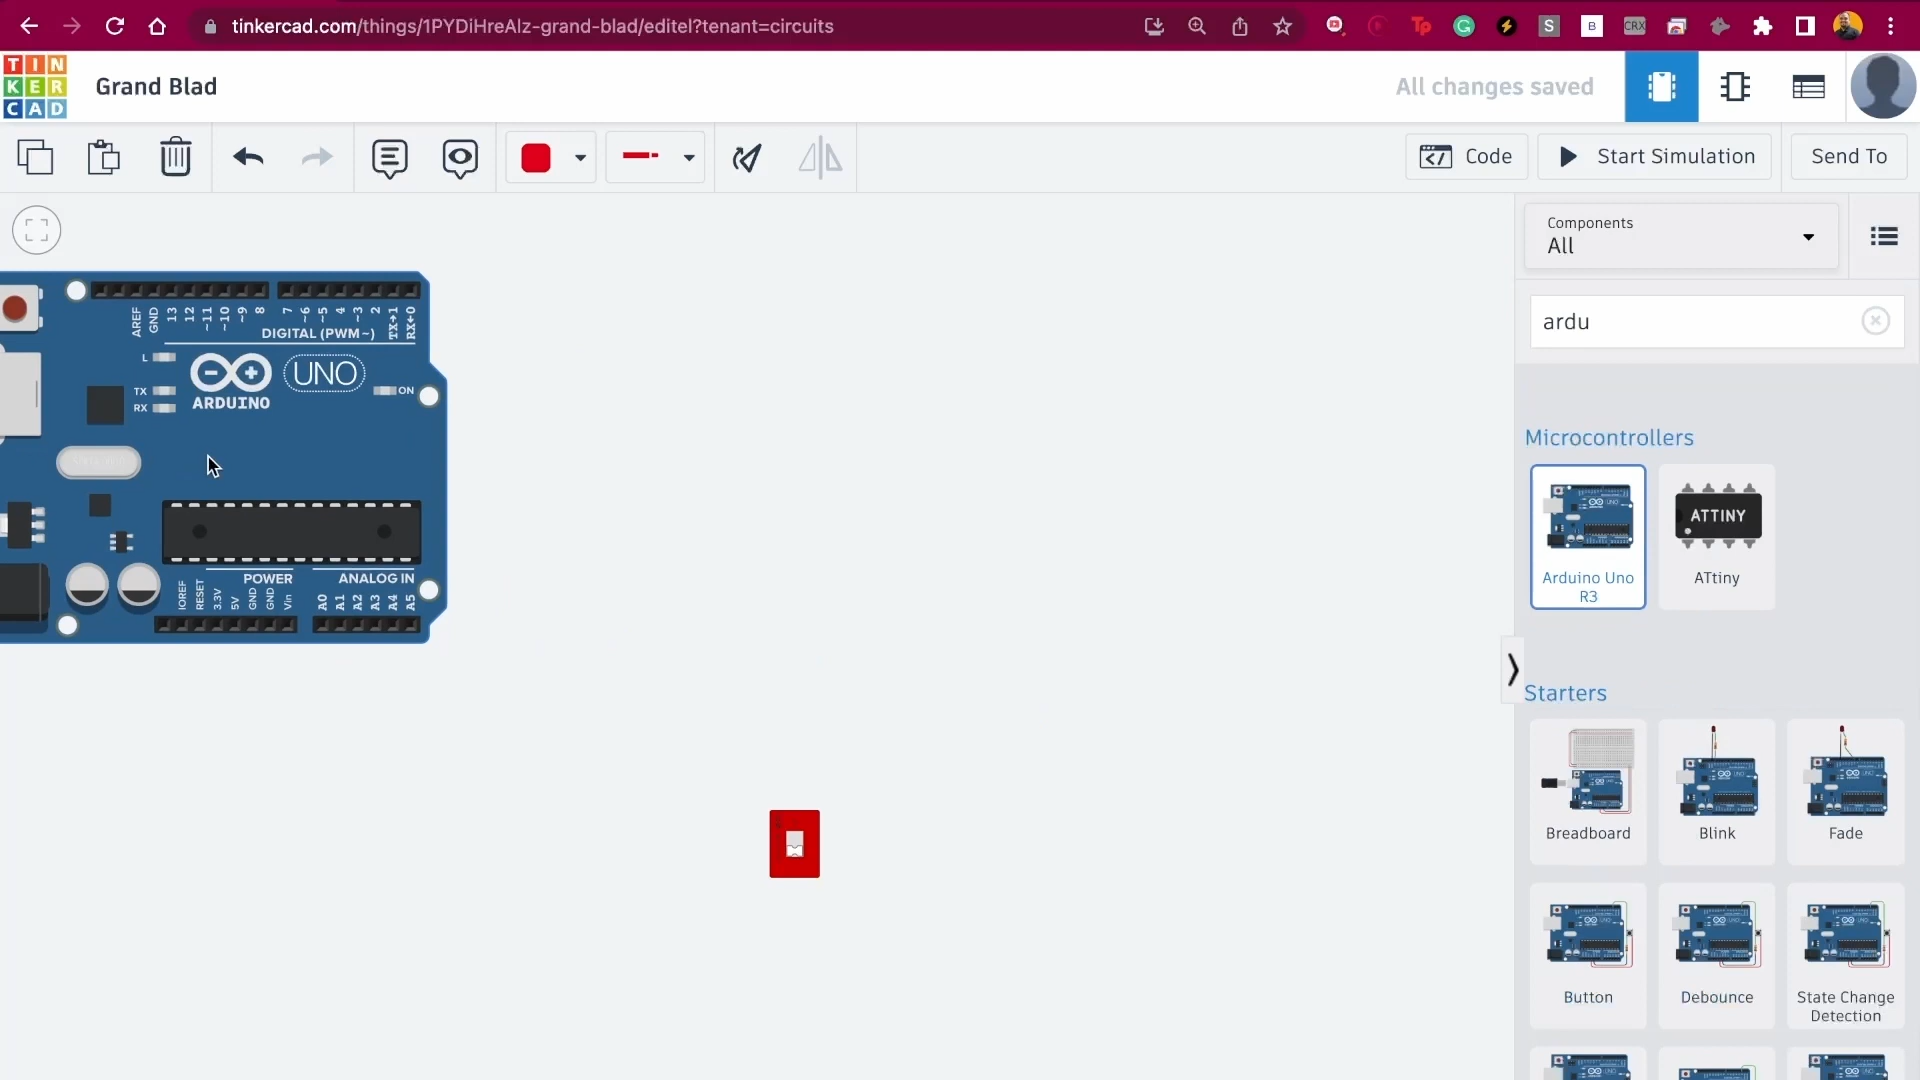 tinkercad.com/things/1PYDiHreAIz-grand-blad/editel?tenant=circuits
Tp
G
S
B
CRX
TIN
KER
CAD
Grand Blad
All changes saved
Code
Start Simulation
Send To
Components
All
ardu
Microcontrollers
Arduino Uno
R3
ATTINY
ATtiny
Starters
Breadboard
Blink
Fade
Button
Debounce
State Change
Detection
AREF
GND
13
12
~11
~10
~9
8
7
~6
~5
4
~3
2
TX→1
RX←0
DIGITAL (PWM~)
L
TX
RX
ARDUINO
UNO
ON
POWER
ANALOG IN
IOREF
RESET
3.3V
5V
GND
GND
Vin
A0
A1
A2
A3
A4
A5